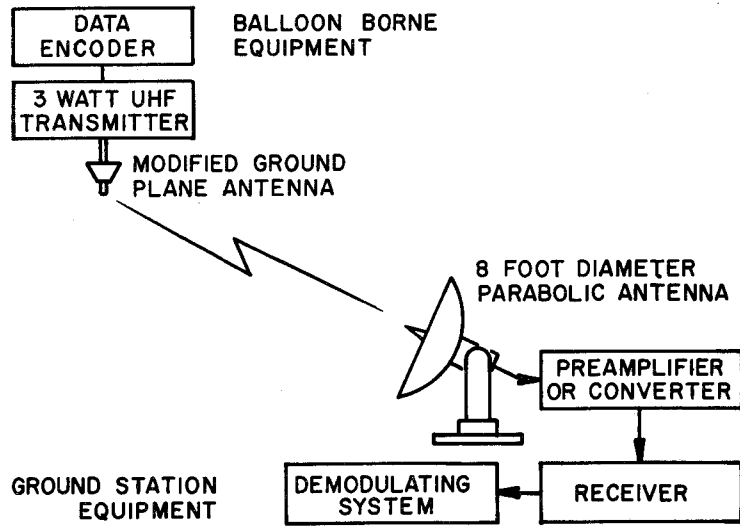 DATA
ENCODER
BALLOON BORNE
EQUIPMENT
3 WATT UHF
TRANSMITTER
MODIFIED GROUND
PLANE ANTENNA
8 FOOT DIAMETER
PARABOLIC ANTENNA
PREAMPLIFIER
OR CONVERTER
GROUND STATION
EQUIPMENT
DEMODULATING
SYSTEM
RECEIVER